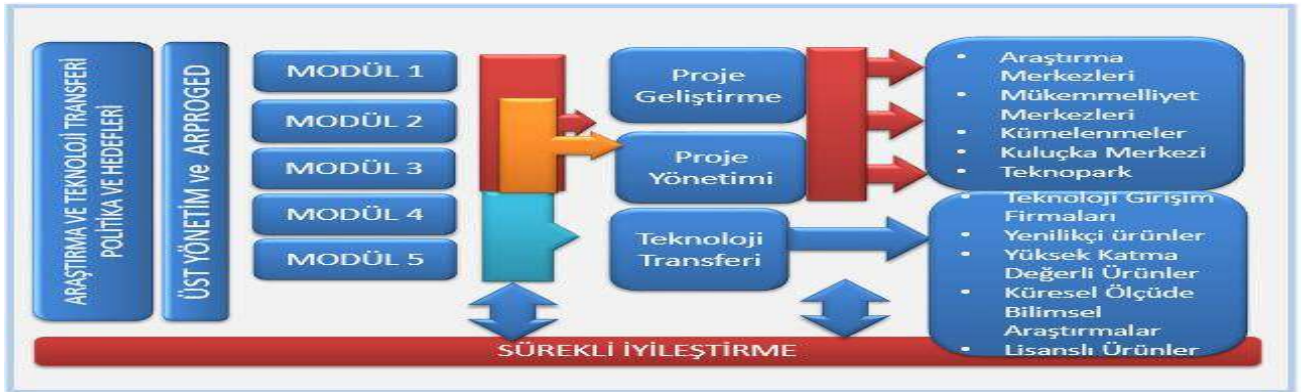 ARAŞTIRMA VE TEKNOLOJİ TRANSFERİ
POLİTİKA VE HEDEFLERİ
ÜST YÖNETİM ve ARPROGED
MODÜL 1
MODÜL 2
MODÜL 3
MODÜL 4
MODÜL 5
Proje
Geliştirme
Proje
Yönetimi
Teknoloji
Transferi
• Araştırma
Merkezleri
• Mükemmelliyet
Merkezleri
• Kümelenmeler
• Kuluçka Merkezi
• Teknopark
• Teknoloji Girişim
Firmaları
• Yenilikçi ürünler
• Yüksek Katma
Değerli Ürünler
• Küresel Ölçüde
Bilimsel
Araştırmalar
• Lisanslı Ürünler
SÜREKLİ İYİLEŞTİRME